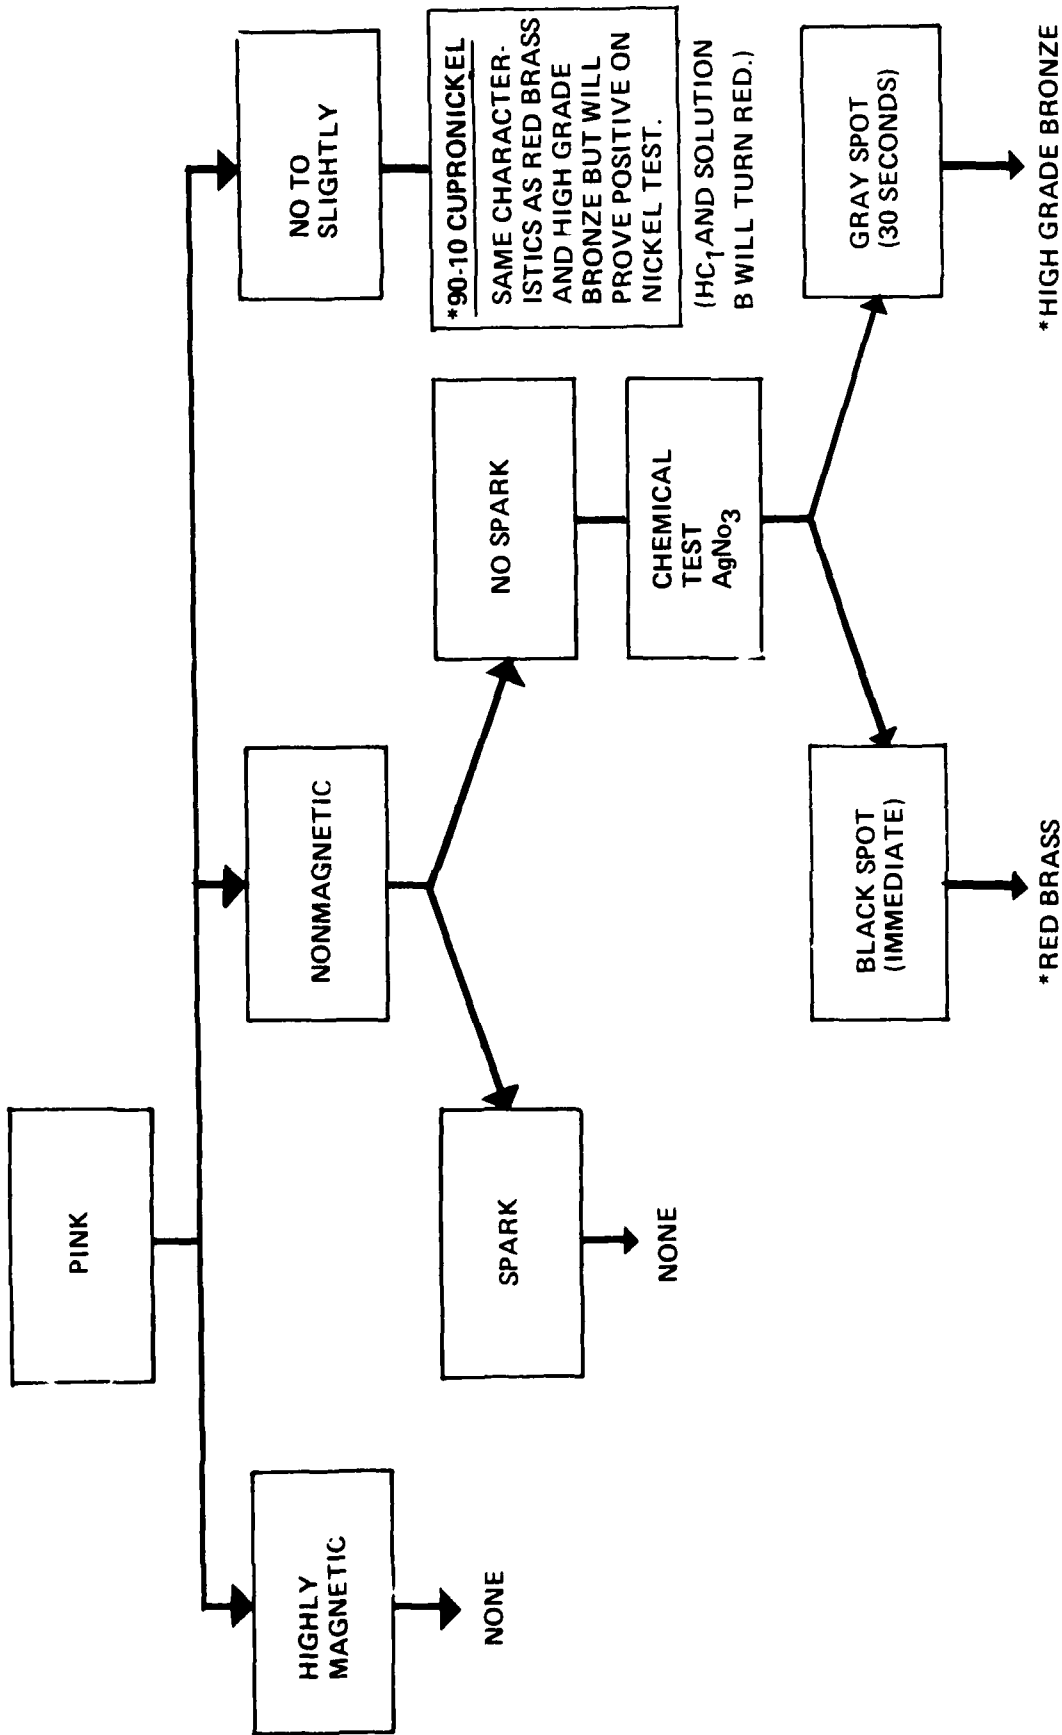 PINK
HIGHLY
MAGNETIC
NONE
NONMAGNETIC
NO TO
SLIGHTLY
SPARK
NONE
NO SPARK
*90-10 CUPRONICKEL
SAME CHARACTER-
ISTICS AS RED BRASS
AND HIGH GRADE
BRONZE BUT WILL
PROVE POSITIVE ON
NICKEL TEST.
(HC1 AND SOLUTION
B WILL TURN RED.)
CHEMICAL
TEST
AgNo3
BLACK SPOT
(IMMEDIATE)
GRAY SPOT
(30 SECONDS)
*RED BRASS
*HIGH GRADE BRONZE